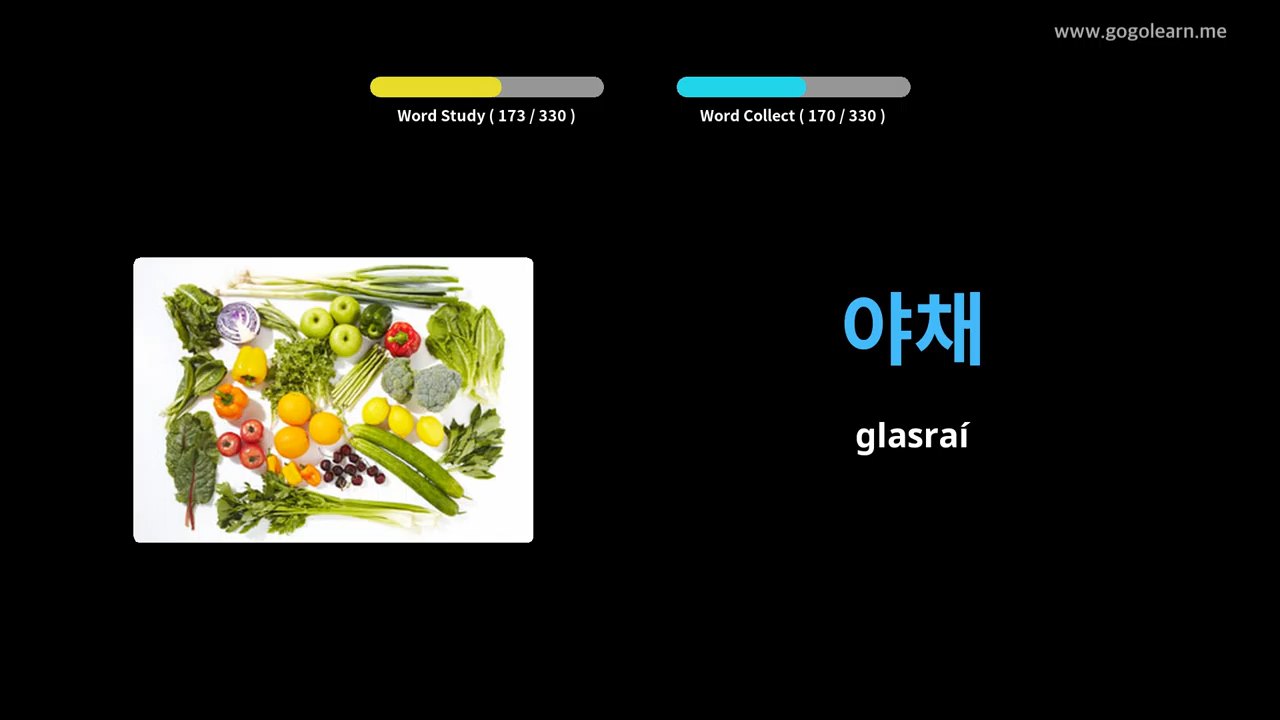 www.gogolearn.me
Word Study ( 173 / 330 )
Word Collect ( 170 / 330 )
야채
glasraí